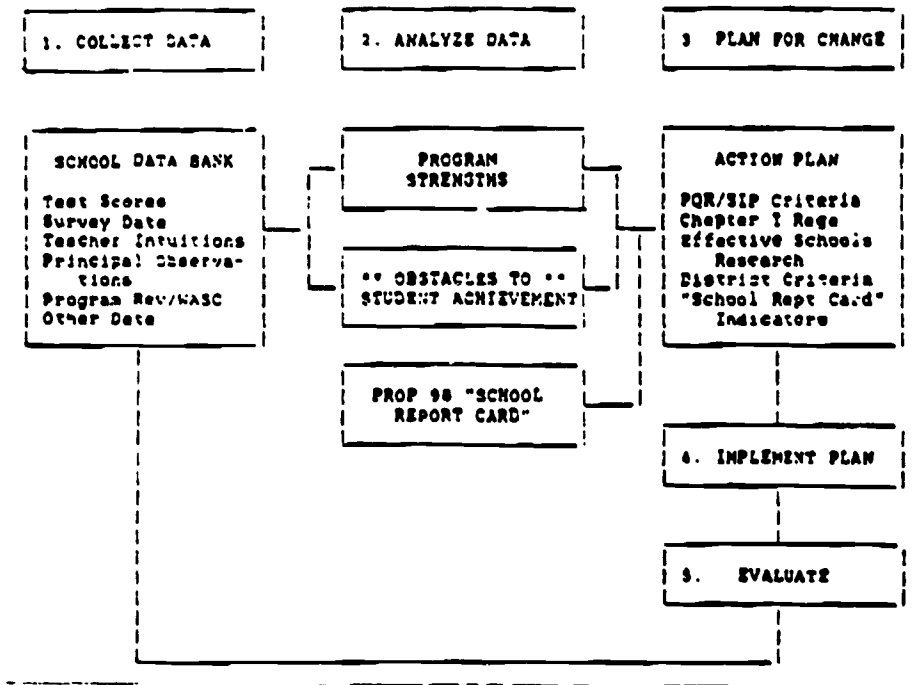 1. COLLECT DATA
2. ANALYZE DATA
3 PLAN FOR CHANGE
SCHOOL DATA BANK
Test Scores
Survey Date
Teacher Intuitions
Principal Observa-
tions
Program Rev/WASC
Other Date
PROGRAM
STRENGTHS
** OBSTACLES TO **
STUDENT ACHIEVEMENT
PROP 98 "SCHOOL
REPORT CARD"
ACTION PLAN
PQR/SIP Criteria
Chepter I Regs
Effective Schools
Research
District Criteria
"School Rept Card"
Indicators
4. IMPLEMENT PLAN
5. EVALUATE